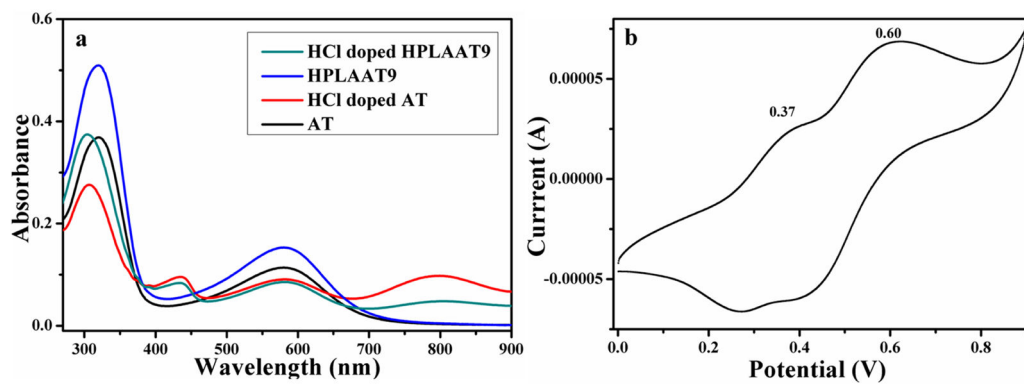 a
HCl doped HPLAAT9
HPLAAT9
HCl doped AT
AT
0.6
0.4
0.2
0.0
Absorbance
300 400 500 600 700 800 900
Wavelength (nm)
b
0.60
0.37
0.00005
0.00000
-0.00005
Currrent (A)
0.0 0.2 0.4 0.6 0.8
Potential (V)